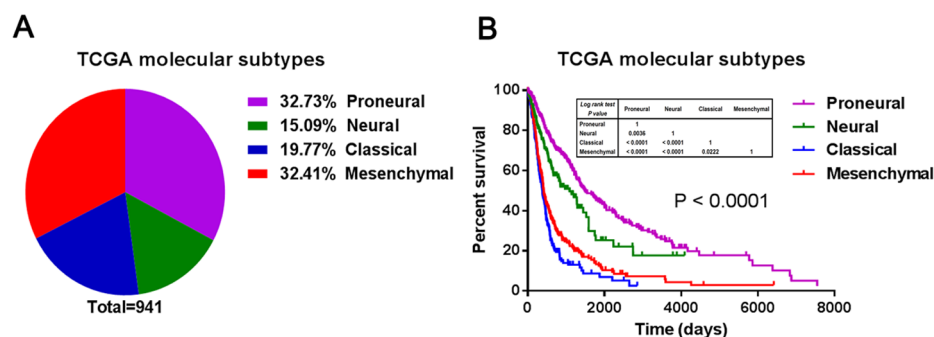 A
TCGA molecular subtypes
32.73% Proneural
15.09% Neural
19.77% Classical
32.41% Mesenchymal
Total=941
B
TCGA molecular subtypes
Percent survival
100
80
60
40
20
0
Log rank test
P value
Proneural Neural Classical Mesenchymal
Proneural 1
Neural 0.0036 1
Classical < 0.0001 < 0.0001 1
Mesenchymal < 0.0001 < 0.0001 0.0222 1
P < 0.0001
Proneural
Neural
Classical
Mesenchymal
0 2000 4000 6000 8000
Time (days)